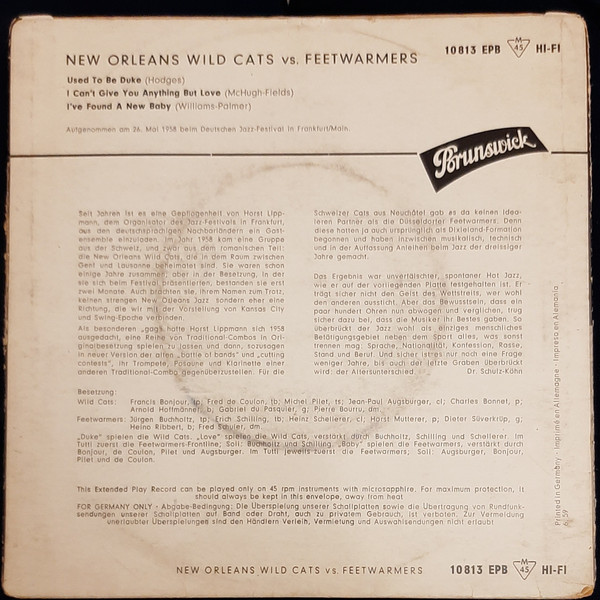 NEW ORLEANS WILD CATS vs. FEETWARMERS
10813 EPB M 45 HI-FI
Used To Be Duke (Hodges)
I Can't Give You Anything But Love (McHugh-Fields)
I've Found A New Baby (Williams-Palmer)
Aufgenommen am 26. Mai 1958 beim Deutschen Jazz-Festival in Frankfurt/Main.
Brunswick
Seit Jahren ist es eine Gepflogenheit von Horst Lipp-
mann, dem Organisator des Jazz-Festivals in Frankfurt,
aus den deutschsprachigen Nachbarländern ein Gast-
ensemble einzuladen. Im Jahr 1958 kam eine Gruppe
aus der Schweiz, und zwar aus dem romanischen Teil:
die New Orleans Wild Cats, die in dem Raum zwischen
Genf und Lausanne beheimatet sind. Sie waren schon
einige Jahre zusammen, aber in der Besetzung, in der
sie sich beim Festival präsentierten, bestanden sie erst
zwei Monate. Auch brachten sie, ihrem Namen zum Trotz,
keinen strengen New Orleans Jazz sondern eher eine
Richtung, die wir mit der Vorstellung von Kansas City
und Swing-Epoche verbinden.
Als besonderen „gag" hatte Horst Lippmann sich 1958
ausgedacht, eine Reihe von Traditional-Combos in Ori-
ginalbesetzung spielen zu lassen und dann, sozusagen
in neuer Version der alten „battle of bands" und „cutting
contests", ihr Trompete, Posaune und Klarinette einer
anderen Traditional-Combo gegenüberzustellen. Für die
Schweizer Cats aus Neuchâtel gab es da keinen idea-
leren Partner als die Düsseldorfer Feetwarmers. Denn
diese hatten ja auch ursprünglich als Dixieland-Formation
begonnen und haben inzwischen musikalisch, technisch
und in der Auffassung Anleihen beim Jazz der dreissiger
Jahre gemacht.
Das Ergebnis war unverfälschter, spontaner Hot Jazz,
wie er auf der vorliegenden Platte festgehalten ist. Er
trägt sicher nicht den Geist des Wettstreits, wer wohl
den anderen aussticht. Aber das Bewusstsein, dass ein
paar hundert Ohren nun abwogen und verglichen, trug
sicher dazu bei, dass die Musiker ihr Bestes gaben. So
überbrückt der Jazz wohl als einziges menschliches
Betätigungsgebiet neben dem Sport alles, was sonst
trennen mag: Sprache, Nationalität, Konfession, Rasse,
Stand und Beruf. Und sicher ist es nur noch eine Frage
weniger Jahre, bis auch der letzte Graben überbrückt
wird: der Altersunterschied. Dr. Schulz-Köhn
Besetzung:
Wild Cats: Francis Bonjour, tp; Fred de Coulon, tb; Michel Pilet, ts; Jean-Paul Augsburger, cl; Charles Bonnet, p;
Arnold Hoffmänner, b; Gabriel du Pasquier, g; Pierre Bourru, dm
Feetwarmers: Jürgen Buchholtz, tp; Erich Schilling, tb; Heinz Schellerer, cl; Horst Mutterer, p; Dieter Süverkrüp, g;
Heino Ribbert, b; Fred Schuier, dm
„Duke" spielen die Wild Cats. „Love" spielen die Wild Cats, verstärkt durch Buchholtz, Schilling und Schellerer. Im
Tutti zuerst die Feetwarmers-Frontline; Soli: Buchholtz und Schilling. „Baby" spielen die Feetwarmers, verstärkt durch
Bonjour, de Coulon, Pilet und Augsburger. Im Tutti jeweils zuerst die Feetwarmers; Soli: Augsburger, Bonjour,
Pilet und de Coulon.
This Extended Play Record can be played only on 45 rpm instruments with microsapphire. For maximum protection, it
should always be kept in this envelope, away from heat
FOR GERMANY ONLY - Abgabe-Bedingung: Die Überspielung unserer Schallplatten sowie die Übertragung von Rundfunk-
sendungen unserer Schallplatten auf Band oder Draht, auch zu privatem Gebrauch, ist verboten. Zur Vermeidung
unerlaubter Überspielungen sind den Händlern Verleih, Vermietung und Auswahlsendungen nicht erlaubt
Printed in Germany · Imprimé en Allemagne · Impreso en Alemania
59
NEW ORLEANS WILD CATS vs. FEETWARMERS
10813 EPB M 45 HI-FI